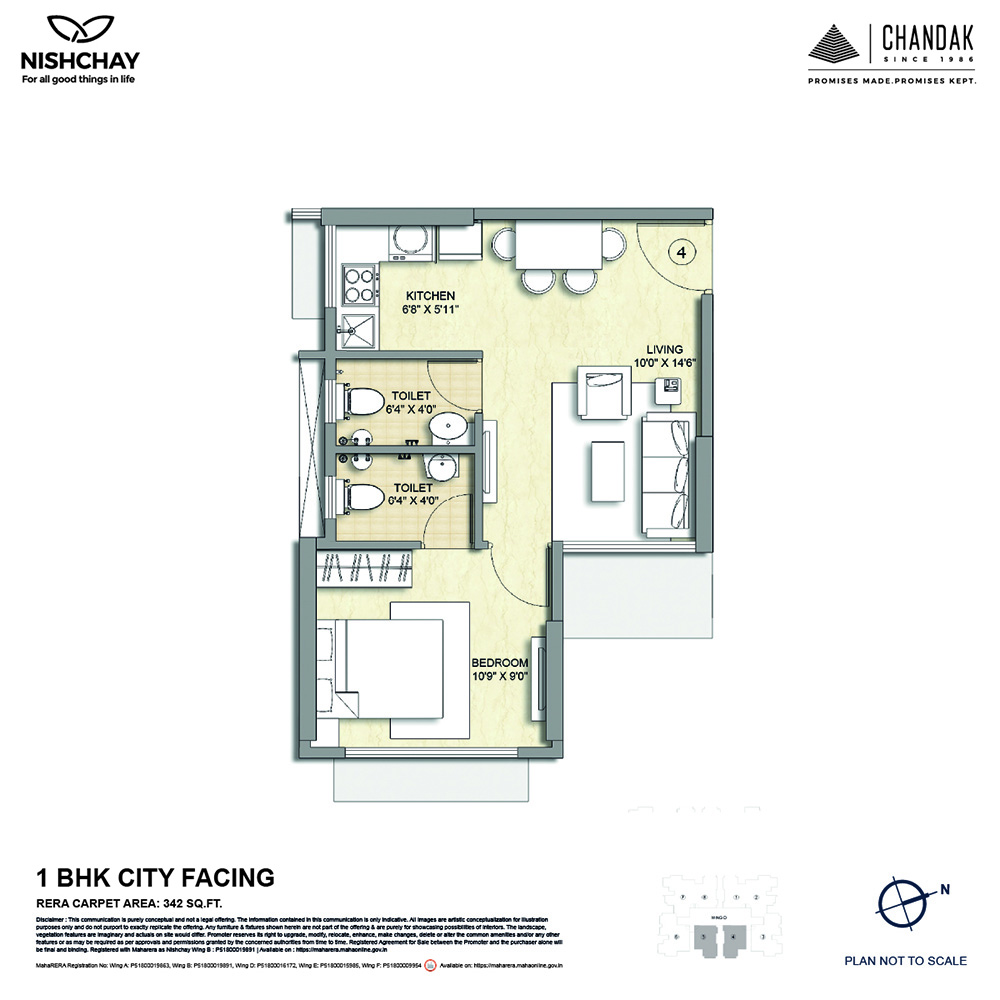 NISHCHAY
For all good things in life
CHANDAK
SINCE 1986
PROMISES MADE.PROMISES KEPT.
4
KITCHEN
6'8" X 5'11"
LIVING
10'0" X 14'6"
TOILET
6'4" X 4'0"
TOILET
6'4" X 4'0"
BEDROOM
10'9" X 9'0"
1 BHK CITY FACING
RERA CARPET AREA: 342 SQ.FT.
Disclaimer : This communication is purely conceptual and not a legal offering. The information contained in this communication is only indicative. All images are artistic conceptualization for illustration
purposes only and do not purport to exactly replicate the offering. Any furniture & fixtures shown herein are not part of the offering & are purely for showcasing possibilities of interiors. The landscape,
vegetation features are imaginary and actuals on site would differ. Promoter reserves its right to upgrade, modify, relocate, enhance, make changes, delete or alter the common amenities and/or any other
features or as may be required as per approvals and permissions granted by the concerned authorities from time to time. Registered Agreement for Sale between the Promoter and the purchaser alone will
be final and binding. Registered with Maharera as Nishchay Wing B : P51800019891 | Available on : https://maharera.mahaonline.gov.in
MahaRERA Registration No: Wing A: P51800019863, Wing B: P51800019891, Wing D: P51800016172, Wing E: P51800015985, Wing F: P51800009954 Available on: https://maharera.mahaonline.gov.in
7 8 1 2
WING D
6 5 4 3
N
PLAN NOT TO SCALE